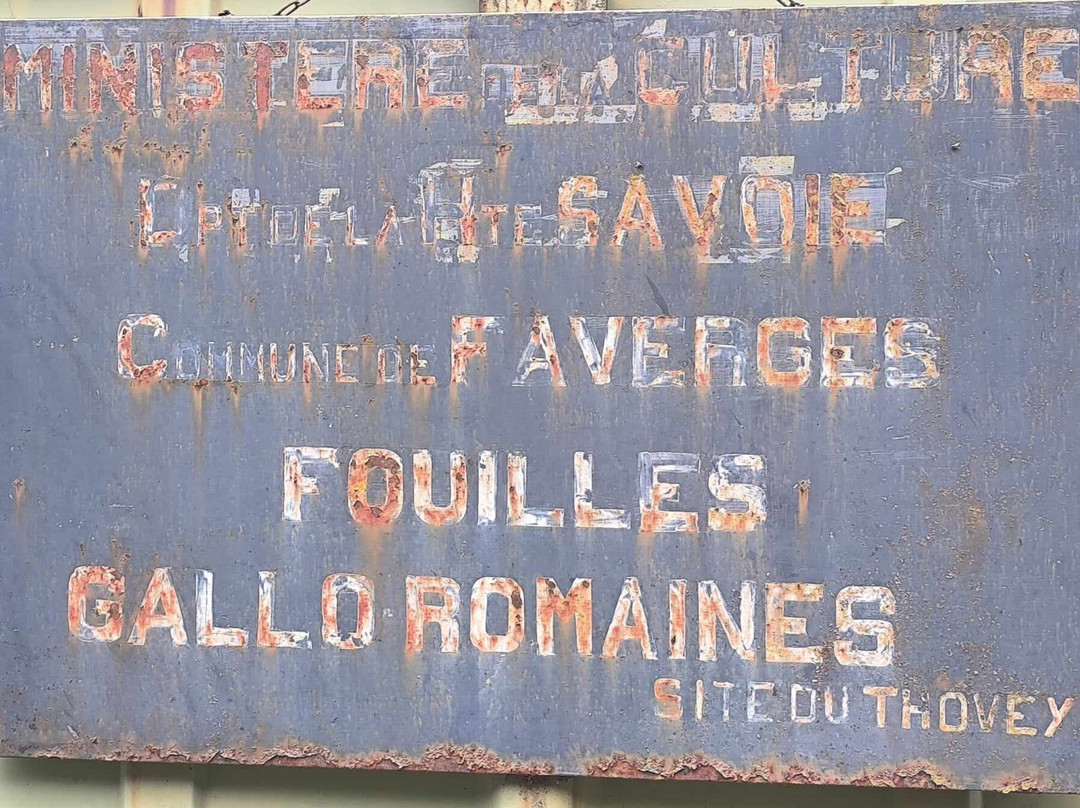 MINISTERE DE LA CULTURE
DPT DE LA HTE SAVOIE
COMMUNE DE FAVERGES
FOUILLES
GALLO ROMAINES
SITE DU THOVEY